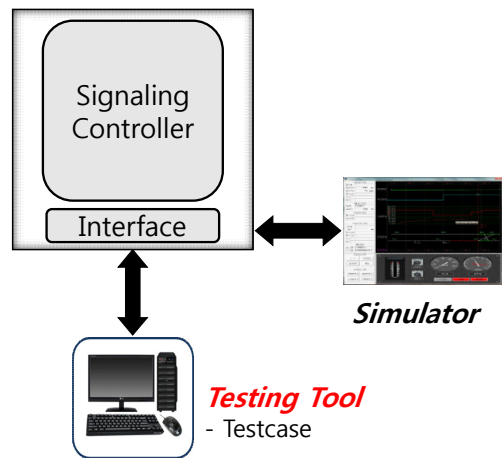 Signaling
Controller
Interface
Simulator
Testing Tool
- Testcase